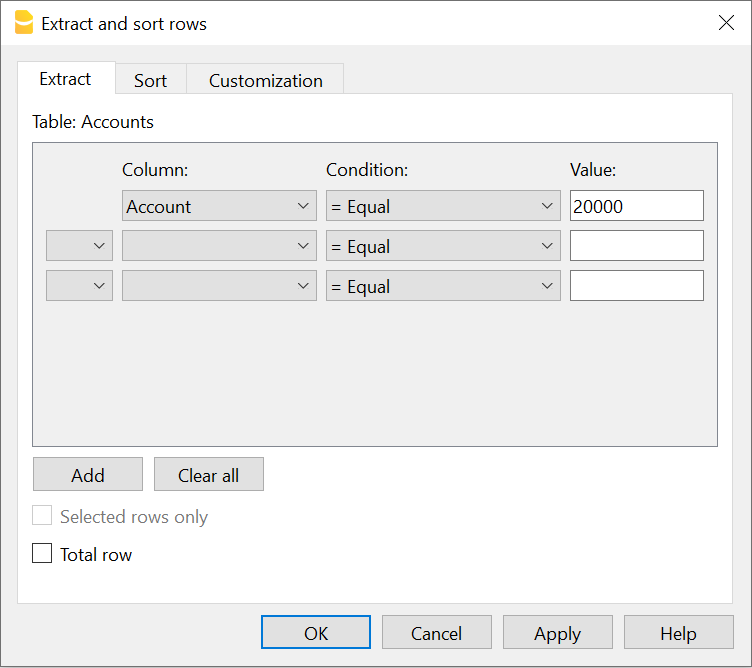 Extract and sort rows
Extract Sort Customization
Table: Accounts
Column: Condition: Value:
Account = Equal 20000
= Equal
= Equal
Add Clear all
Selected rows only
Total row
OK Cancel Apply Help